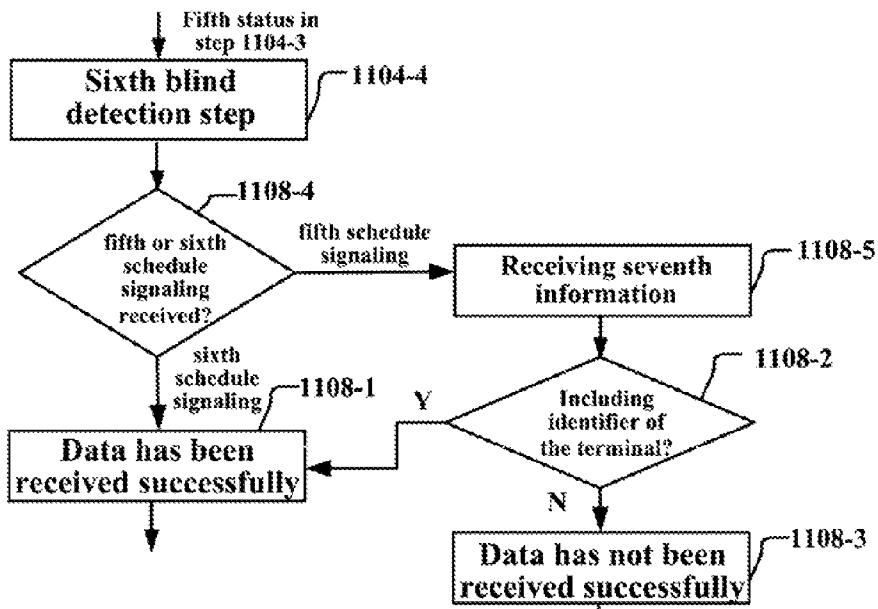 Fifth status in
step 1104-3
Sixth blind
detection step
1104-4
1108-4
fifth or sixth
schedule
signaling
received?
fifth schedule
signaling
Receiving seventh
information
1108-5
sixth
schedule
signaling
1108-1
Data has been
received successfully
Y
Including
identifier of
the terminal?
1108-2
N
Data has not been
received successfully
1108-3